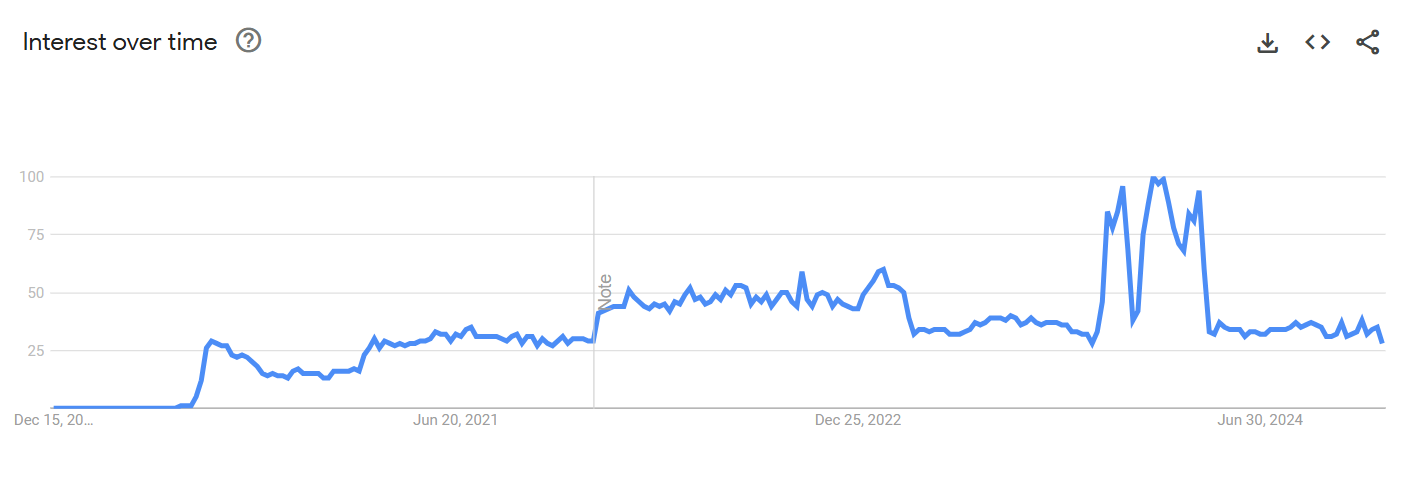 Interest over time
100
75
50
25
Note
Dec 15, 20...
Jun 20, 2021
Dec 25, 2022
Jun 30, 2024